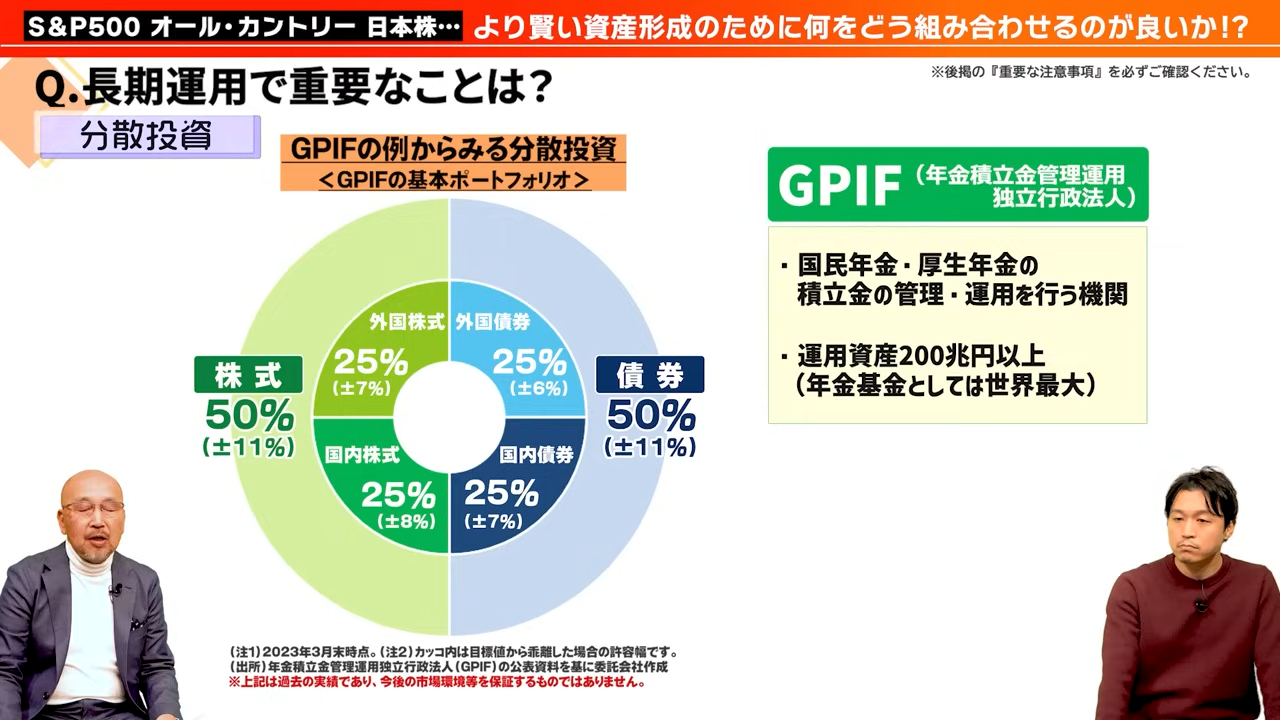 S&P500 オール・カントリー 日本株… より賢い資産形成のために何をどう組み合わせるのが良いか!?
※後掲の『重要な注意事項』を必ずご確認ください。
Q.長期運用で重要なことは？
分散投資
GPIFの例からみる分散投資
＜GPIFの基本ポートフォリオ＞
外国株式
25%
(±7%)
外国債券
25%
(±6%)
株式
50%
(±11%)
債券
50%
(±11%)
国内株式
25%
(±8%)
国内債券
25%
(±7%)
GPIF（年金積立金管理運用
独立行政法人）
・国民年金・厚生年金の
積立金の管理・運用を行う機関
・運用資産200兆円以上
（年金基金としては世界最大）
(注1)2023年3月末時点。(注2)カッコ内は目標値から乖離した場合の許容幅です。
(出所)年金積立金管理運用独立行政法人(GPIF)の公表資料を基に委託会社作成
※上記は過去の実績であり、今後の市場環境等を保証するものではありません。